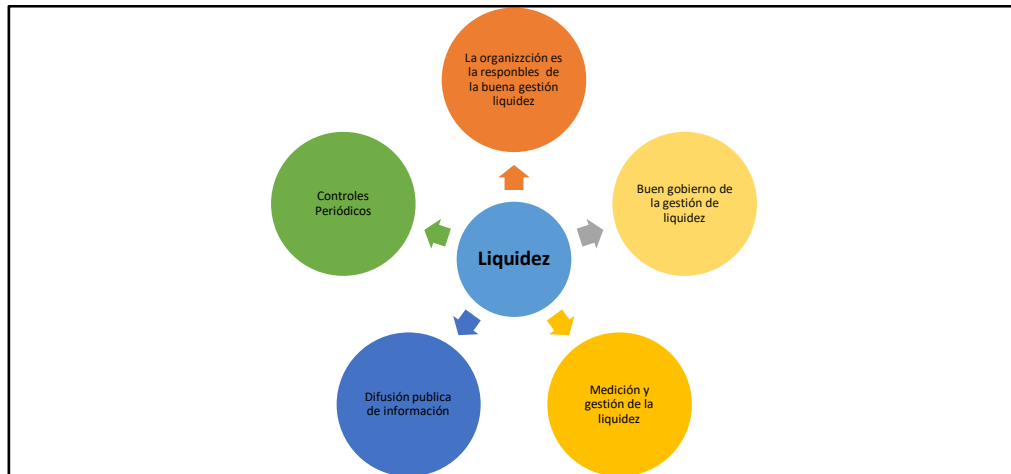 La organizzción es
la responbles de
la buena gestión
liquidez
Controles
Periódicos
Buen gobierno de
la gestión de
liquidez
Liquidez
Difusión publica
de información
Medición y
gestión de la
liquidez